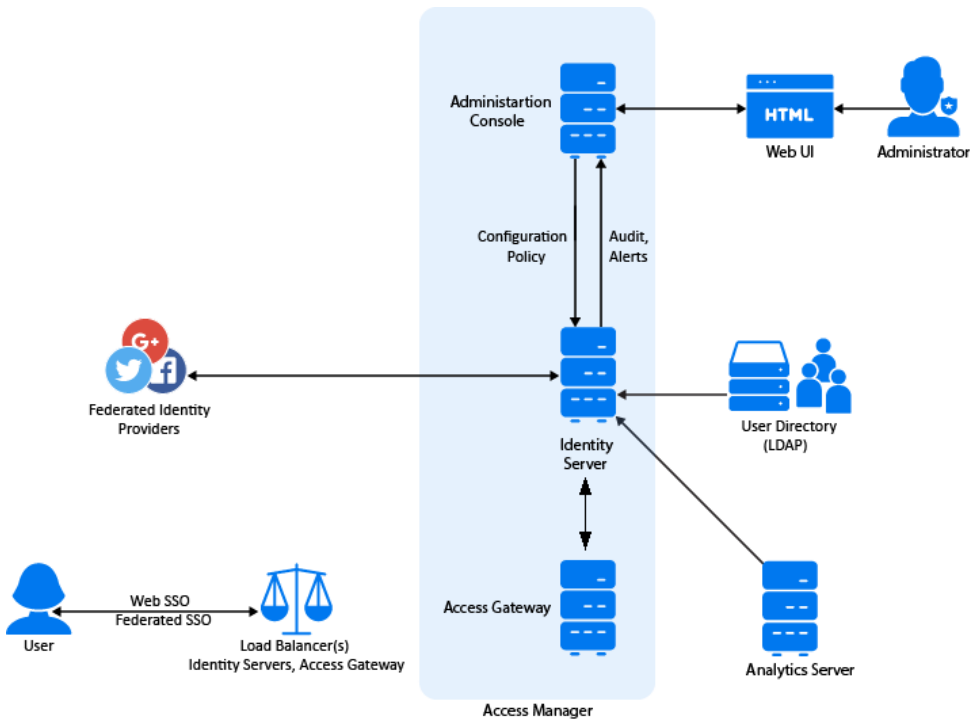 Administartion
Console
HTML
Web UI
Administrator
Configuration
Policy
Audit,
Alerts
G+
f
Federated Identity
Providers
User Directory
(LDAP)
Identity
Server
Access Gateway
Web SSO
Federated SSO
User
Load Balancer(s)
Identity Servers, Access Gateway
Analytics Server
Access Manager